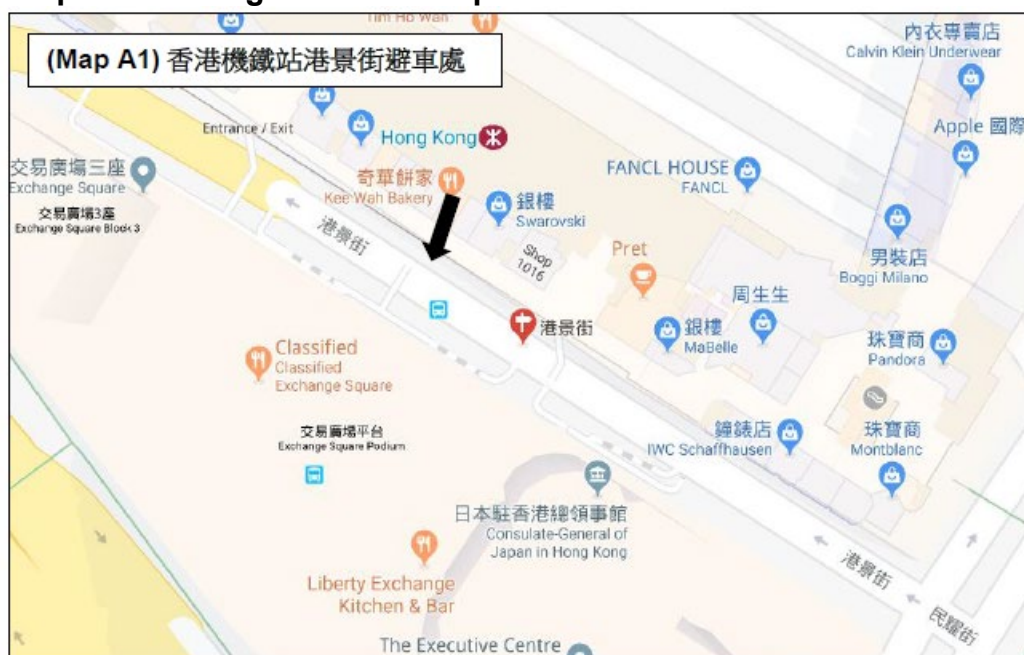 Tim Ho Wan
(Map A1) 香港機鐵站港景街避車處
內衣專賣店
Calvin Klein Underwear
Apple 國際
Entrance / Exit
Hong Kong
交易廣場三座
Exchange Square
交易廣場3座
Exchange Square Block 3
奇華餅家
Kee Wah Bakery
FANCL HOUSE
FANCL
銀樓
Swarovski
港景街
Shop
1016
Pret
男裝店
Boggi Milano
周生生
港景街
銀樓
MaBelle
珠寶商
Pandora
Classified
Classified
Exchange Square
交易廣場平台
Exchange Square Podium
鐘錶店
IWC Schaffhausen
珠寶商
Montblanc
日本駐香港總領事館
Consulate-General of
Japan in Hong Kong
港景街
民耀街
Liberty Exchange
Kitchen & Bar
The Executive Centre